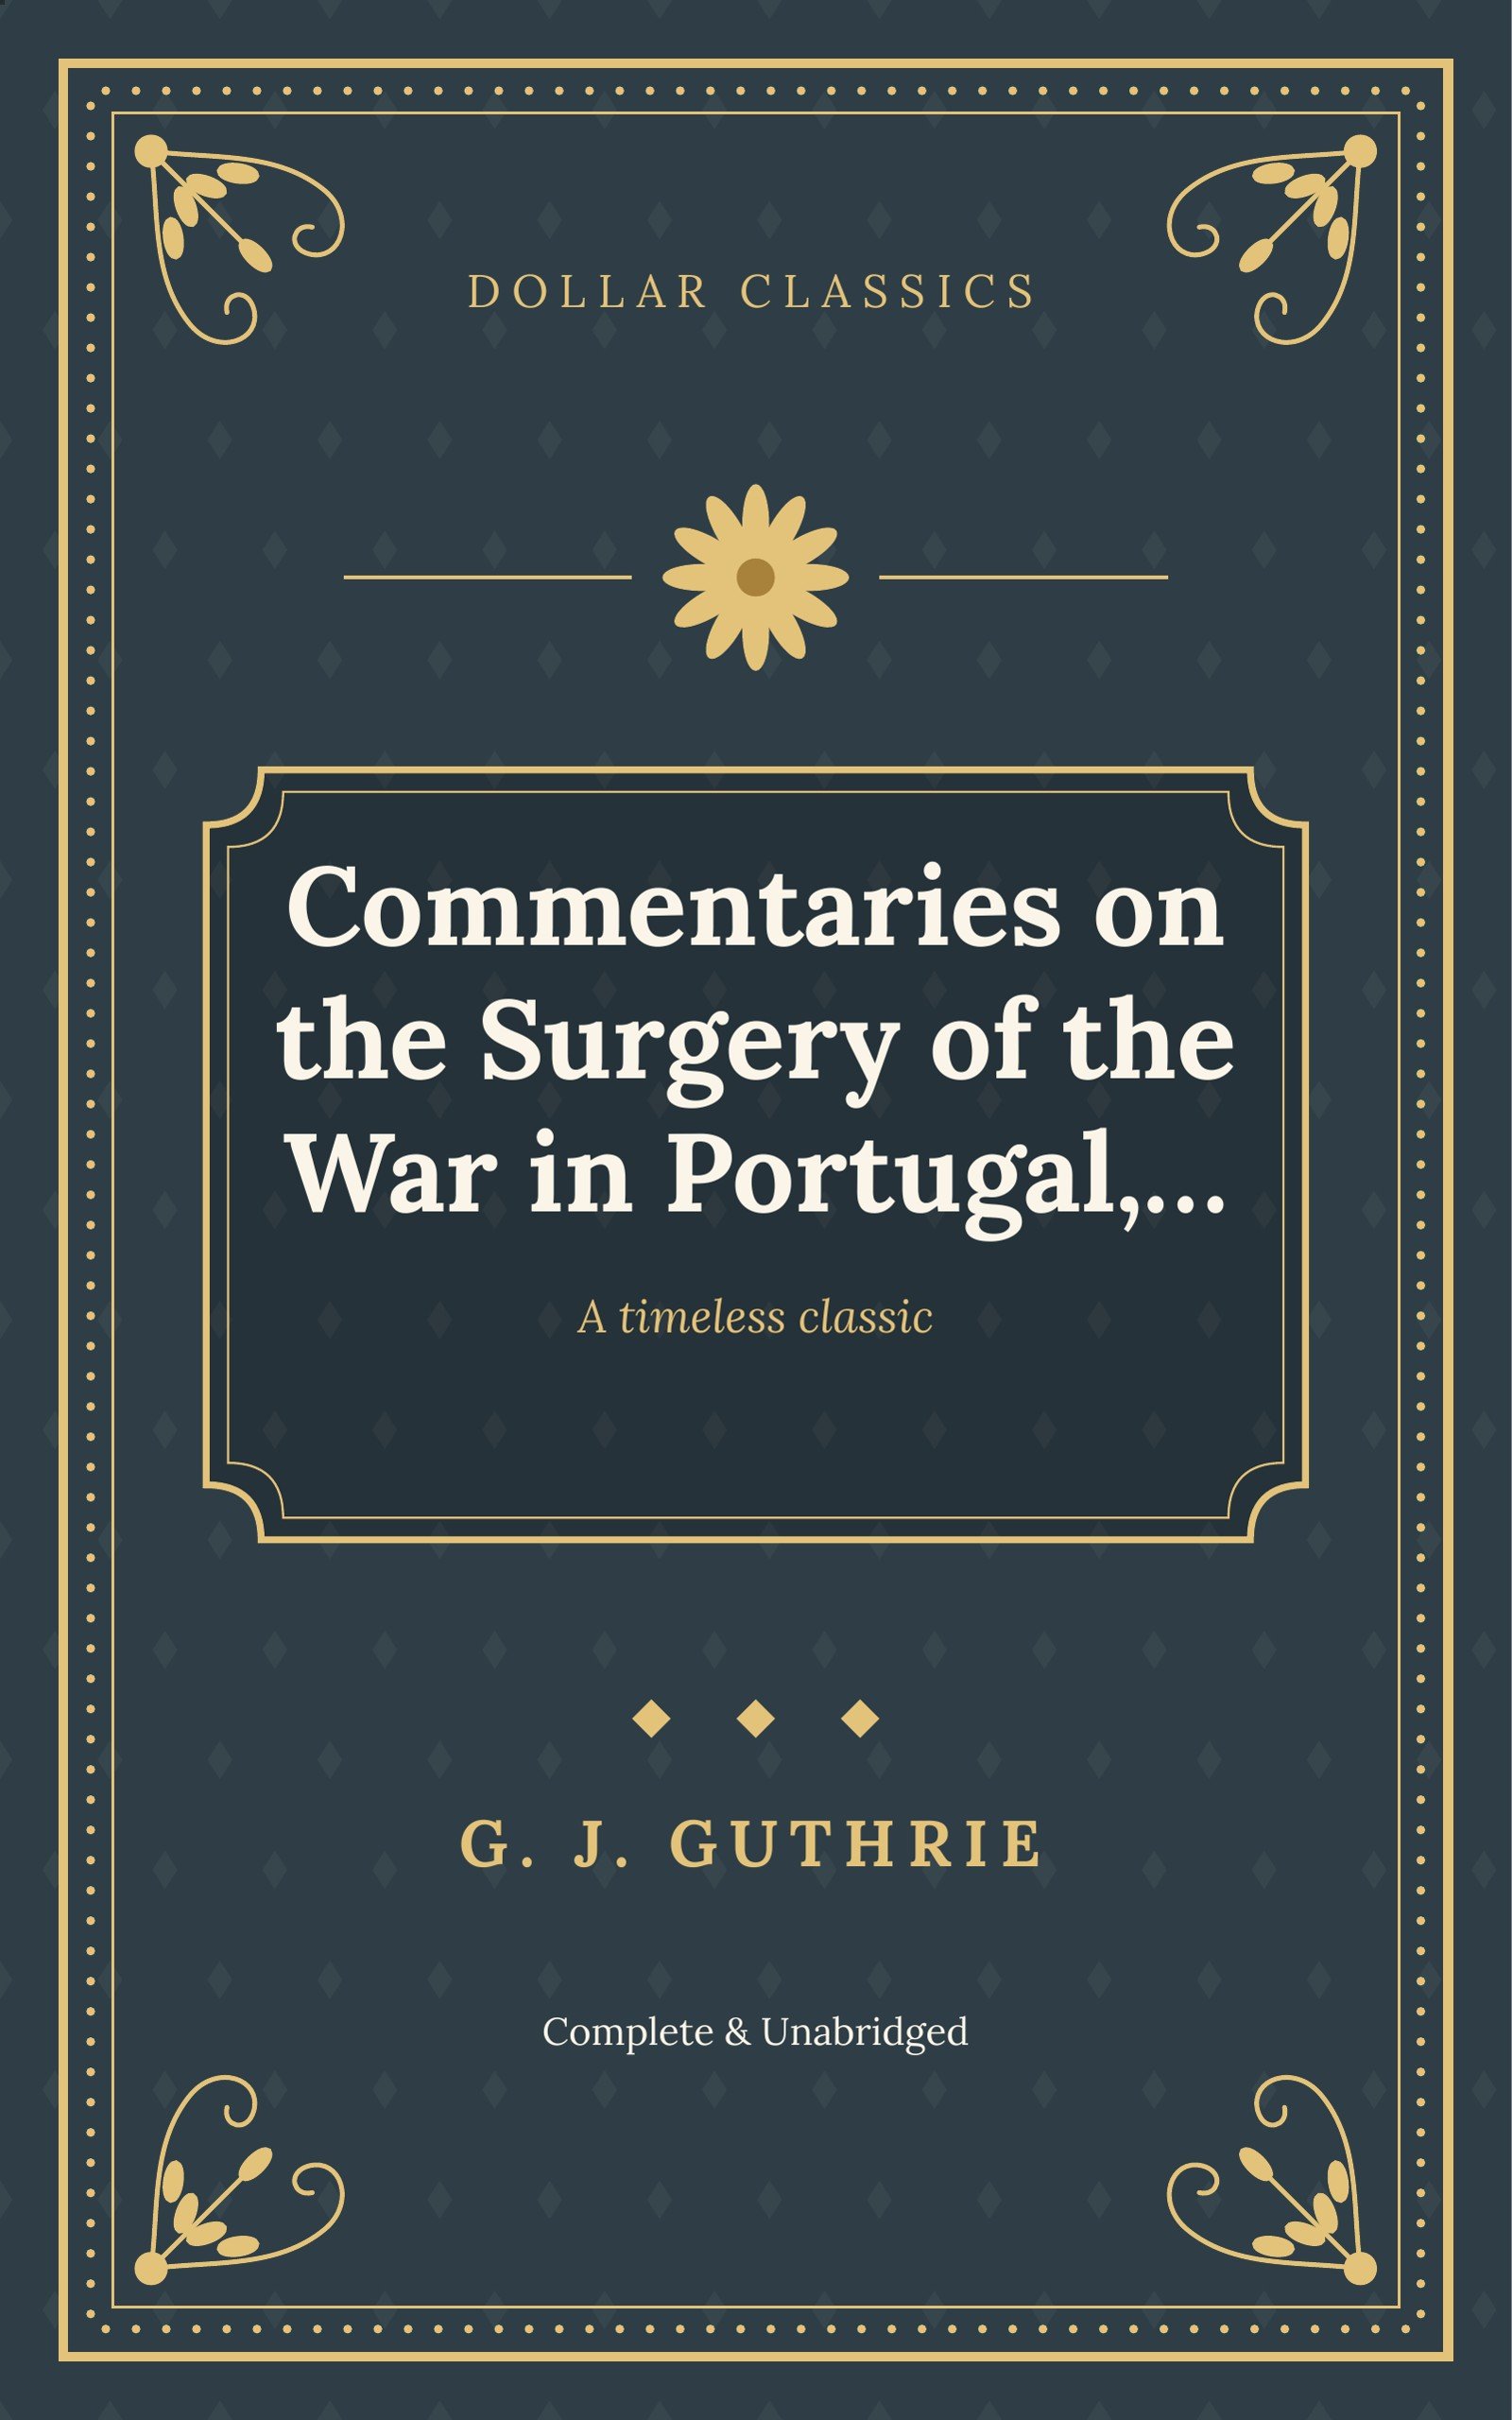 DOLLAR CLASSICS
Commentaries on
the Surgery of the
War in Portugal,...
A timeless classic
G. J. GUTHRIE
Complete & Unabridged